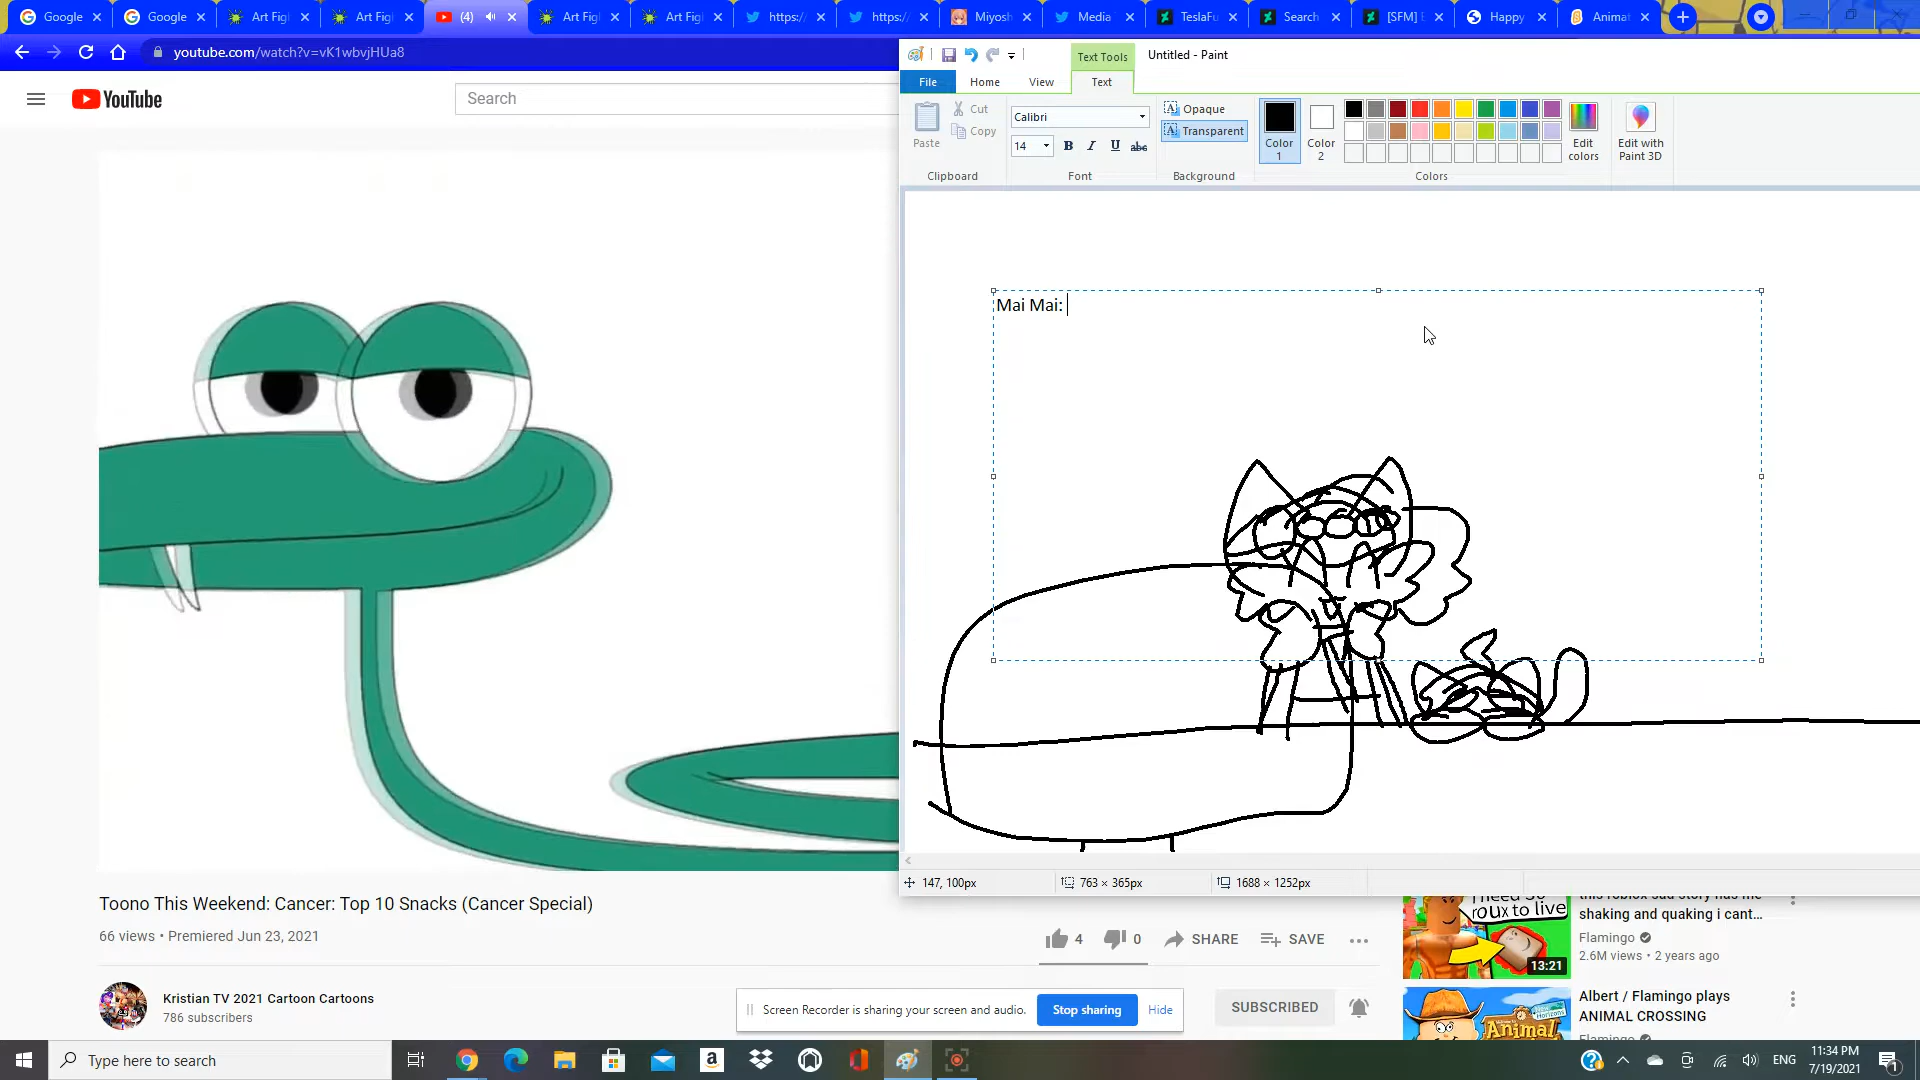 Google
Google
Art Fig
Art Fig
(4)
Art Fig
Art Fig
https:/
https:/
Miyosh
Media
TeslaFu
Search
[SFM]
Happy
Animat
youtube.com/watch?v=vK1wbvjHUa8
YouTube
Search
Text Tools
Untitled - Paint
File
Home
View
Text
Paste
Cut
Copy
Clipboard
Calibri
14
B
I
U
abc
Font
Opaque
Transparent
Background
Color 1
Color 2
Colors
Edit colors
Edit with Paint 3D
Mai Mai:
147, 100px
763 × 365px
1688 × 1252px
Toono This Weekend: Cancer: Top 10 Snacks (Cancer Special)
66 views • Premiered Jun 23, 2021
4
0
SHARE
SAVE
Kristian TV 2021 Cartoon Cartoons
786 subscribers
SUBSCRIBED
Screen Recorder is sharing your screen and audio.
Stop sharing
Hide
roux to live
13:21
shaking and quaking i cant...
Flamingo
2.6M views • 2 years ago
Albert / Flamingo plays
ANIMAL CROSSING
Animal
Type here to search
ENG
11:34 PM
7/19/2021
1